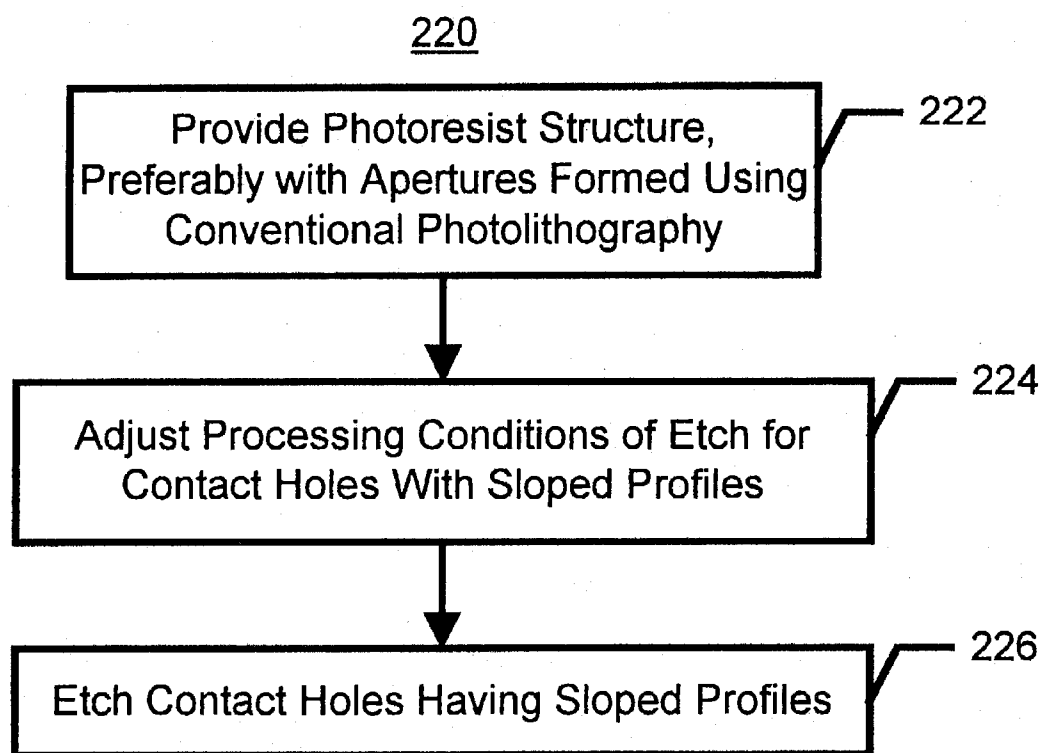 220
Provide Photoresist Structure,
Preferably with Apertures Formed Using
Conventional Photolithography
222
Adjust Processing Conditions of Etch for
Contact Holes With Sloped Profiles
224
Etch Contact Holes Having Sloped Profiles
226